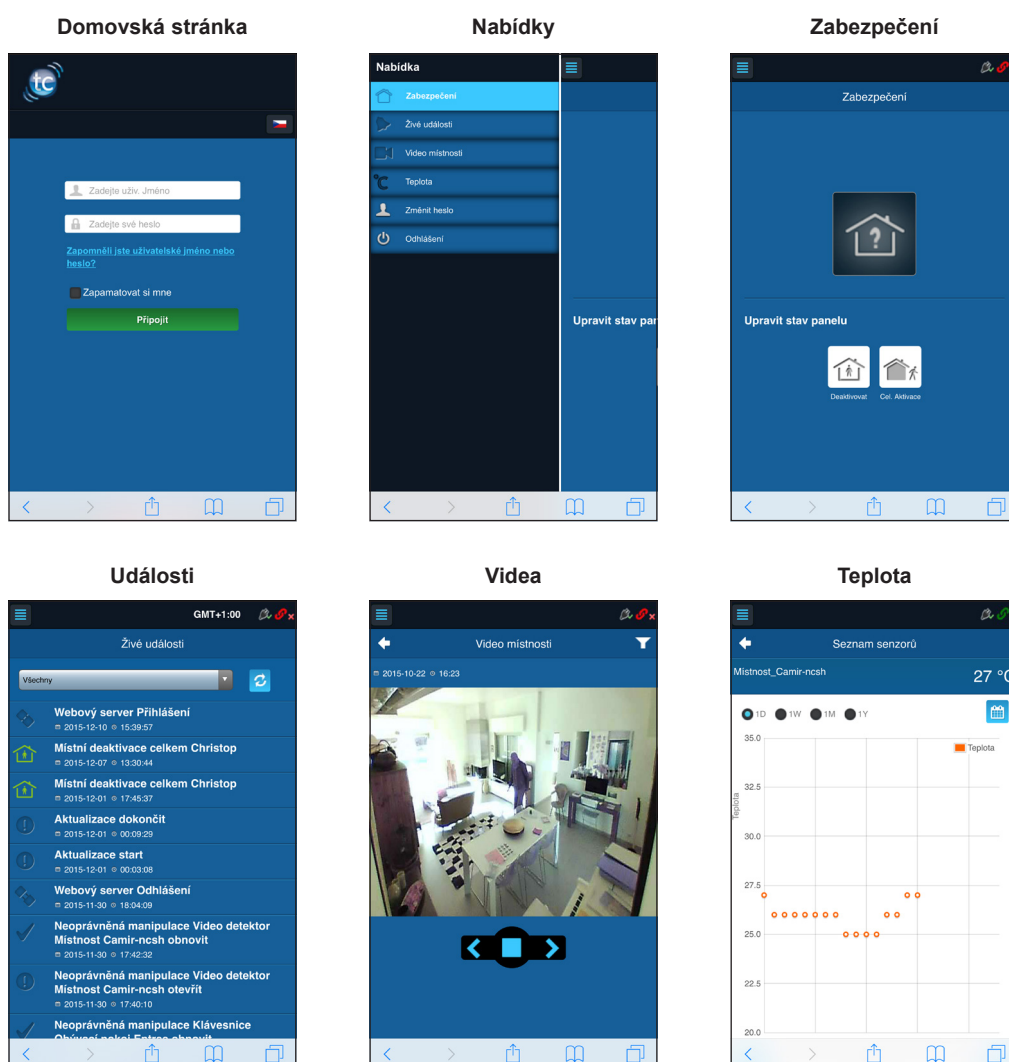 Domovská stránka
tc
Zadejte uživ. Jméno
Zadejte své heslo
Zapomněli jste uživatelské jméno nebo
heslo?
Zapamatovat si mne
Připojit
Nabídky
Nabídka
Zabezpečení
Živé události
Video místnosti
°C Teplota
Změnit heslo
Odhlášení
Upravit stav par
Zabezpečení
Zabezpečení
?
Upravit stav panelu
Deaktivovat Cel. Aktivace
Události
GMT+1:00
Živé události
Všechny
Webový server Přihlášení
2015-12-10 15:39:57
Místní deaktivace celkem Christop
2015-12-07 13:30:44
Místní deaktivace celkem Christop
2015-12-01 17:45:37
Aktualizace dokončit
2015-12-01 00:09:29
Aktualizace start
2015-12-01 00:03:08
Webový server Odhlášení
2015-11-30 18:04:09
Neoprávněná manipulace Video detektor
Místnost Camir-ncsh obnovit
2015-11-30 17:42:32
Neoprávněná manipulace Video detektor
Místnost Camir-ncsh otevřít
2015-11-30 17:40:10
Neoprávněná manipulace Klávesnice
Obývací pokoj Entree obnovit
Videa
Video místnosti
2015-10-22 16:23
Teplota
Seznam senzorů
Mistnost_Camir-ncsh 27 °C
1D 1W 1M 1Y
Teplota
35.0
32.5
30.0
27.5
25.0
22.5
20.0
Teplota